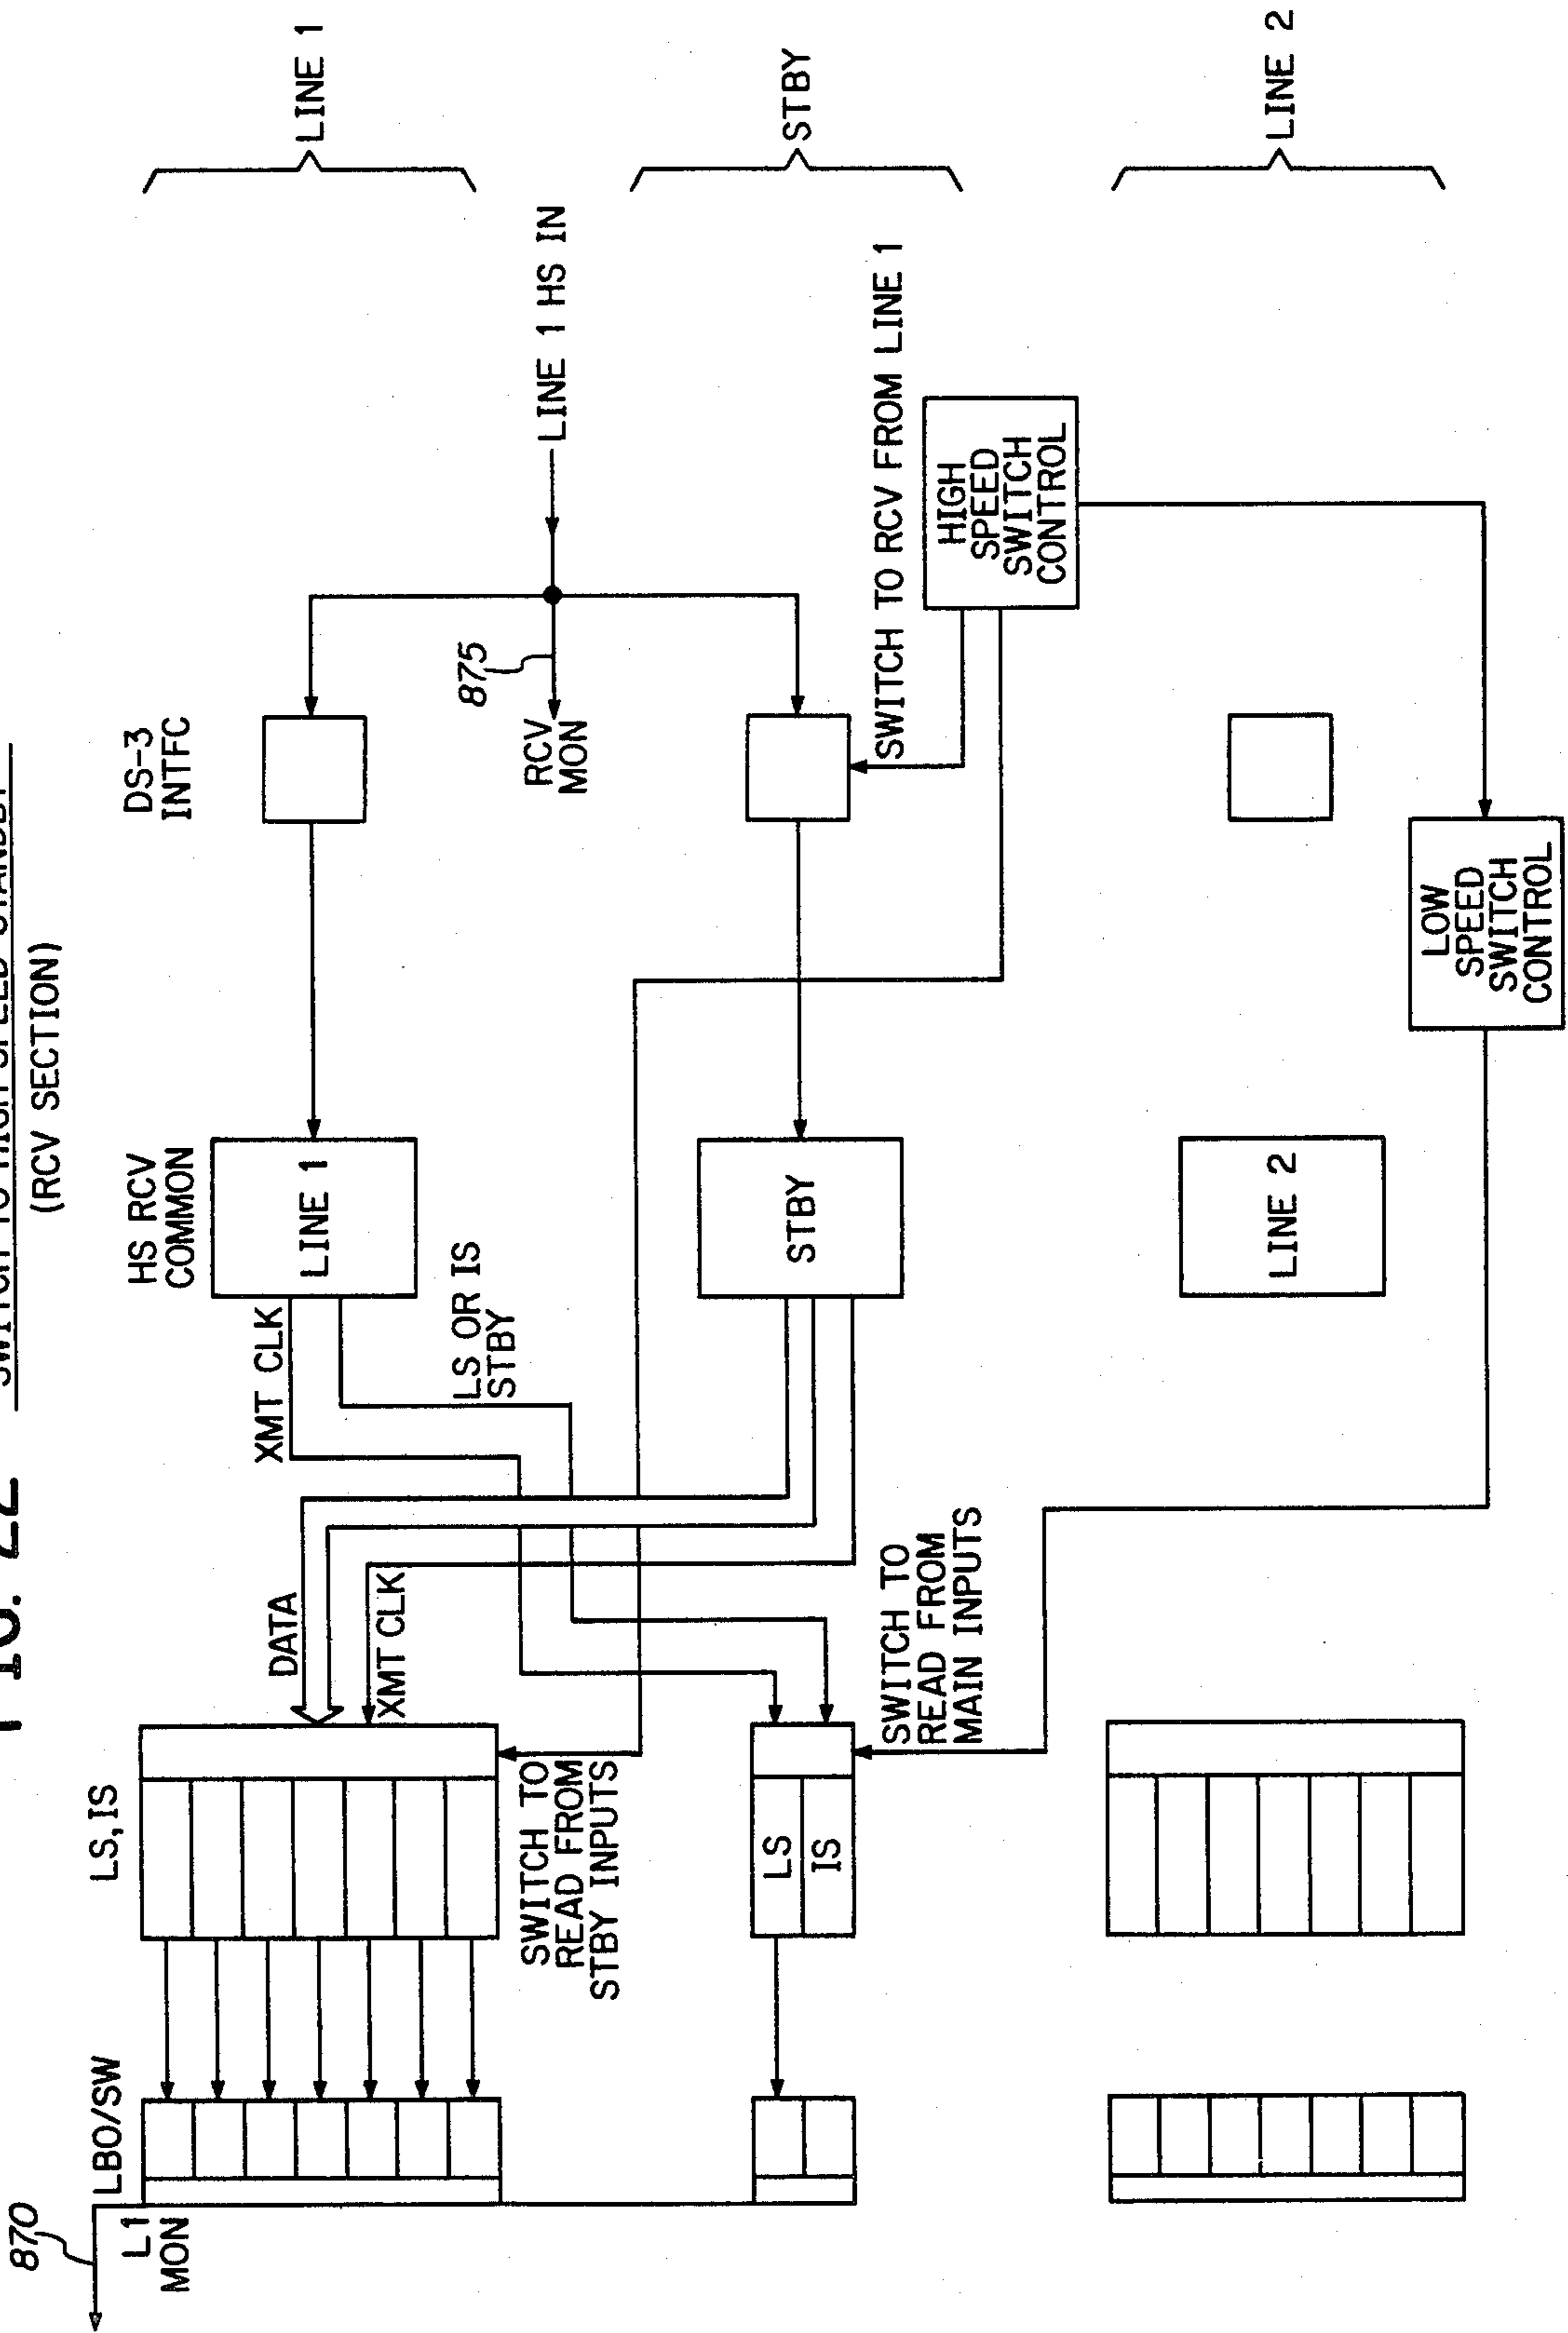 FIG. 22
SWITCH TO HIGH SPEED STANDBY
(RCV SECTION)
870
L1
MON
LBO/SW
LS,IS
HS RCV
COMMON
DS-3
INTFC
DATA
XMT CLK
XMT CLK
LINE 1
LINE 1
SWITCH TO
READ FROM
STBY INPUTS
LS OR IS
STBY
875
RCV
MON
LINE 1 HS IN
LS
IS
STBY
STBY
SWITCH TO
READ FROM
MAIN INPUTS
SWITCH TO RCV FROM LINE 1
HIGH
SPEED
SWITCH
CONTROL
LINE 2
LINE 2
LOW
SPEED
SWITCH
CONTROL